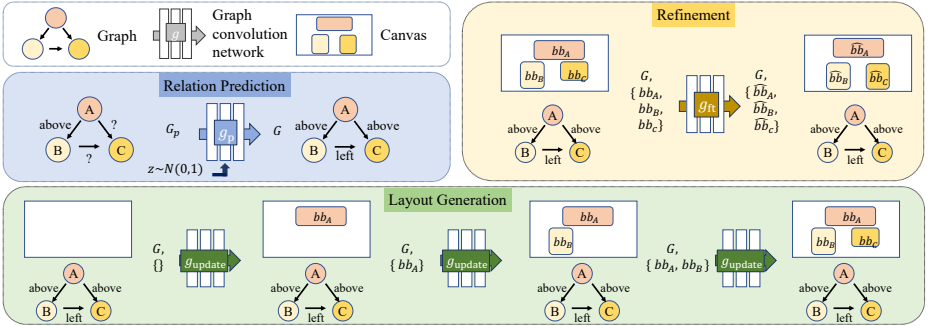 Graph
g
Graph
convolution
network
Canvas
Relation Prediction
A
above
?
B
?
C
G_p
g_p
z~N(0,1)
G
A
above
above
B
left
C
Refinement
bb_A
bb_B
bb_C
A
above
above
B
left
C
G,
{ bb_A,
bb_B,
bb_C}
g_ft
G,
{ b̂b_A,
b̂b_B,
b̂b_C}
b̂b_A
b̂b_B
b̂b_C
A
above
above
B
left
C
Layout Generation
A
above
above
B
left
C
G,
{}
g_update
bb_A
A
above
above
B
left
C
G,
{ bb_A}
g_update
bb_A
bb_B
A
above
above
B
left
C
G,
{ bb_A, bb_B}
g_update
bb_A
bb_B
bb_C
A
above
above
B
left
C